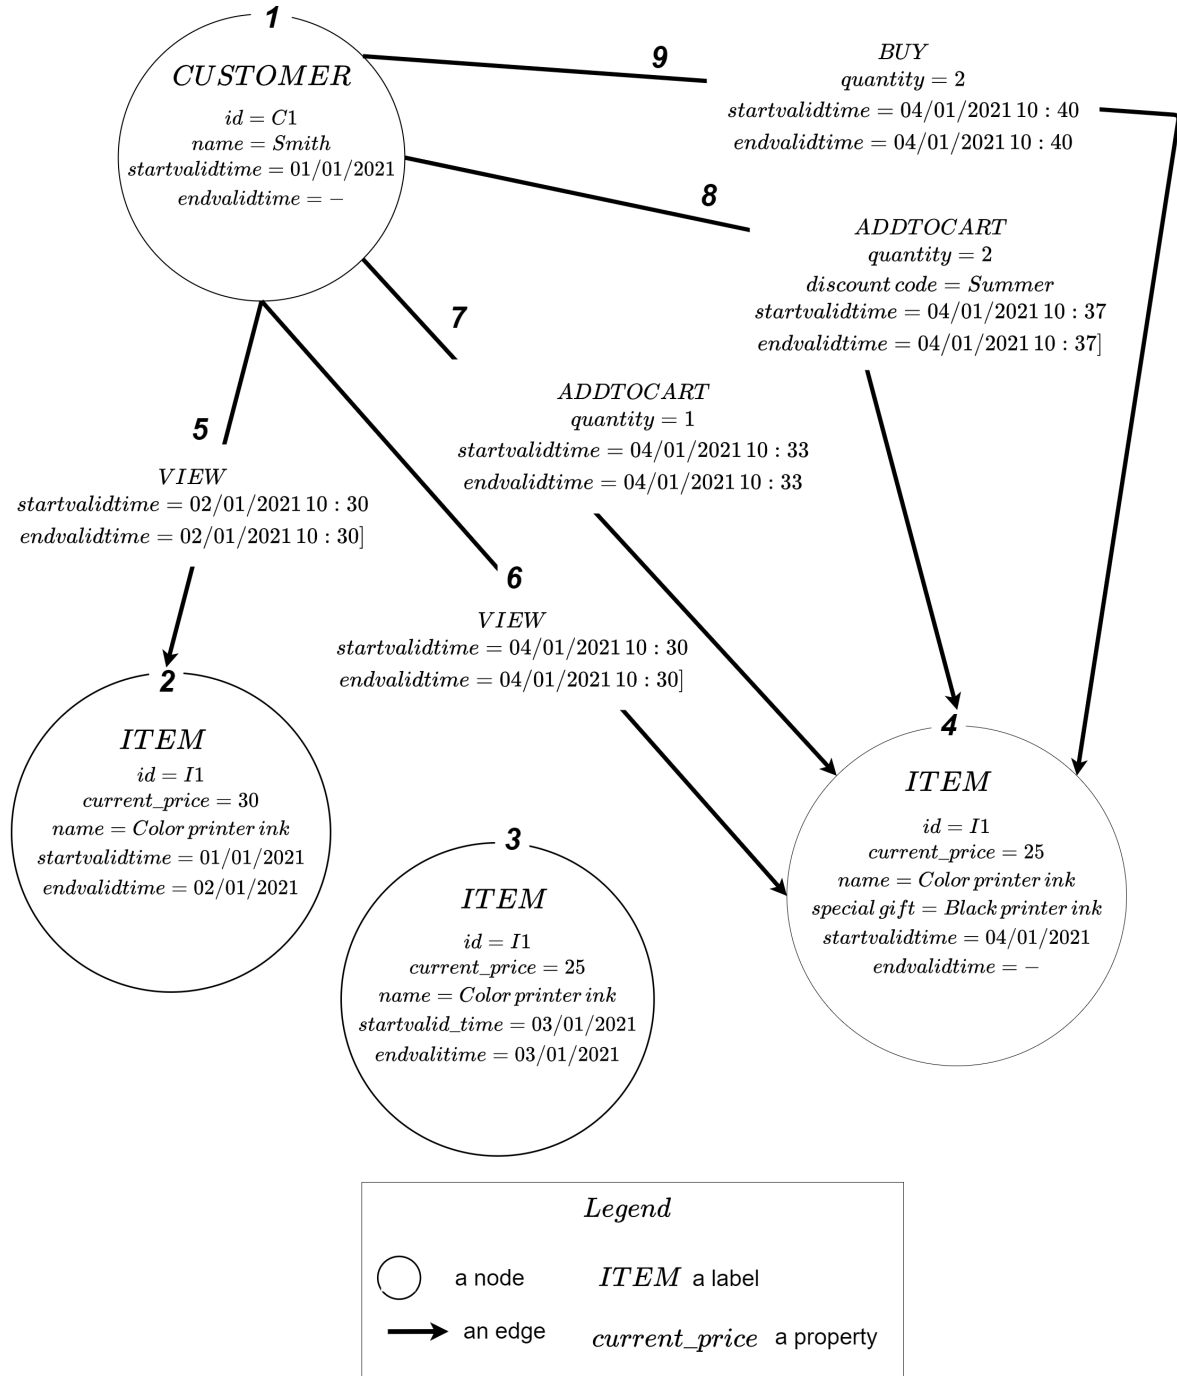 1
CUSTOMER
id = C1
name = Smith
startvalidtime = 01/01/2021
endvalidtime = −
9
BUY
quantity = 2
startvalidtime = 04/01/2021 10 : 40
endvalidtime = 04/01/2021 10 : 40
8
ADDTOCART
quantity = 2
discount code = Summer
startvalidtime = 04/01/2021 10 : 37
endvalidtime = 04/01/2021 10 : 37]
7
ADDTOCART
quantity = 1
startvalidtime = 04/01/2021 10 : 33
endvalidtime = 04/01/2021 10 : 33
5
VIEW
startvalidtime = 02/01/2021 10 : 30
endvalidtime = 02/01/2021 10 : 30]
6
VIEW
startvalidtime = 04/01/2021 10 : 30
endvalidtime = 04/01/2021 10 : 30]
2
ITEM
id = I1
current_price = 30
name = Color printer ink
startvalidtime = 01/01/2021
endvalidtime = 02/01/2021
3
ITEM
id = I1
current_price = 25
name = Color printer ink
startvalid_time = 03/01/2021
endvalitime = 03/01/2021
4
ITEM
id = I1
current_price = 25
name = Color printer ink
special gift = Black printer ink
startvalidtime = 04/01/2021
endvalidtime = −
Legend
a node
ITEM a label
an edge
current_price a property